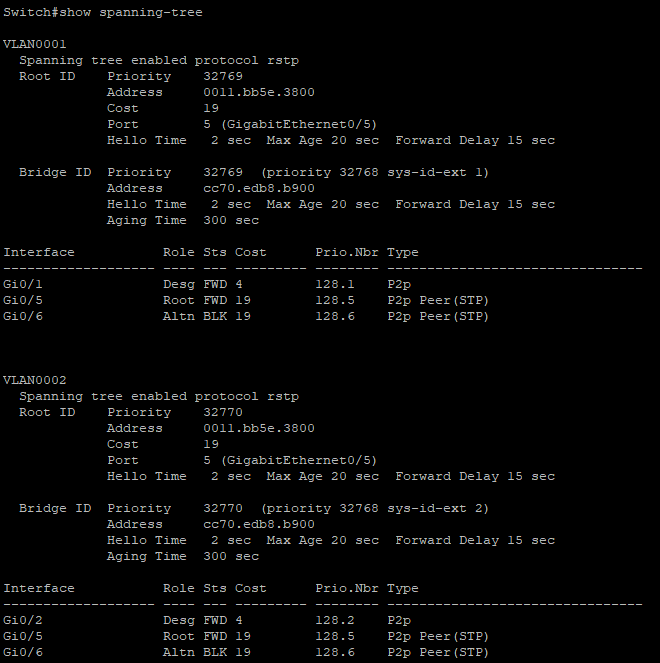 Switch#show spanning-tree

VLAN0001
  Spanning tree enabled protocol rstp
  Root ID    Priority    32769
             Address     0011.bb5e.3800
             Cost        19
             Port        5 (GigabitEthernet0/5)
             Hello Time   2 sec  Max Age 20 sec  Forward Delay 15 sec

  Bridge ID  Priority    32769  (priority 32768 sys-id-ext 1)
             Address     cc70.edb8.b900
             Hello Time   2 sec  Max Age 20 sec  Forward Delay 15 sec
             Aging Time  300 sec

Interface           Role Sts Cost      Prio.Nbr Type
------------------- ---- --- --------- -------- --------------------------------
Gi0/1               Desg FWD 4         128.1    P2p
Gi0/5               Root FWD 19        128.5    P2p Peer(STP)
Gi0/6               Altn BLK 19        128.6    P2p Peer(STP)

VLAN0002
  Spanning tree enabled protocol rstp
  Root ID    Priority    32770
             Address     0011.bb5e.3800
             Cost        19
             Port        5 (GigabitEthernet0/5)
             Hello Time   2 sec  Max Age 20 sec  Forward Delay 15 sec

  Bridge ID  Priority    32770  (priority 32768 sys-id-ext 2)
             Address     cc70.edb8.b900
             Hello Time   2 sec  Max Age 20 sec  Forward Delay 15 sec
             Aging Time  300 sec

Interface           Role Sts Cost      Prio.Nbr Type
------------------- ---- --- --------- -------- --------------------------------
Gi0/2               Desg FWD 4         128.2    P2p
Gi0/5               Root FWD 19        128.5    P2p Peer(STP)
Gi0/6               Altn BLK 19        128.6    P2p Peer(STP)